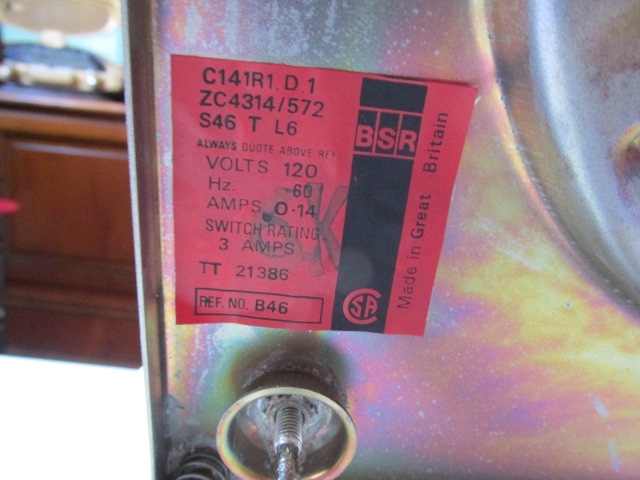 C141R1.D.1
ZC4314/572
S46 T L6
ALWAYS QUOTE ABOVE REF
VOLTS 120
Hz. 60
AMPS 0·14
SWITCH RATING
3 AMPS
TT 21386
REF. NO. B46
BSR
CSA
Made in Great Britain